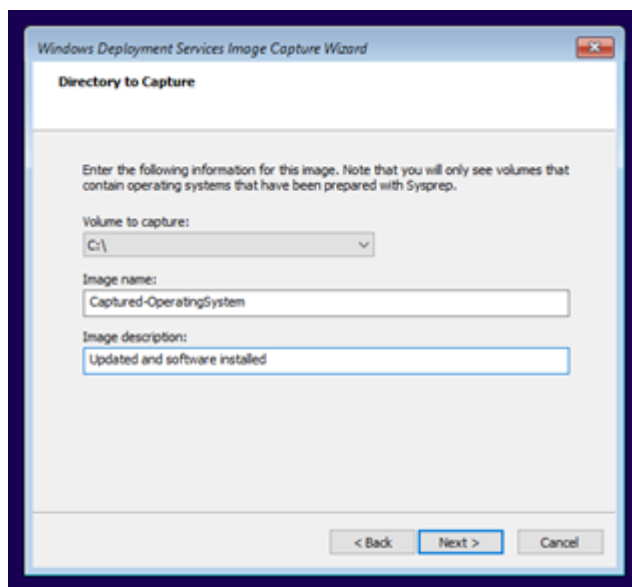 Windows Deployment Services Image Capture Wizard
Directory to Capture
Enter the following information for this image. Note that you will only see volumes that
contain operating systems that have been prepared with Sysprep.
Volume to capture:
C:\
Image name:
Captured-OperatingSystem
Image description:
Updated and software installed
< Back Next > Cancel